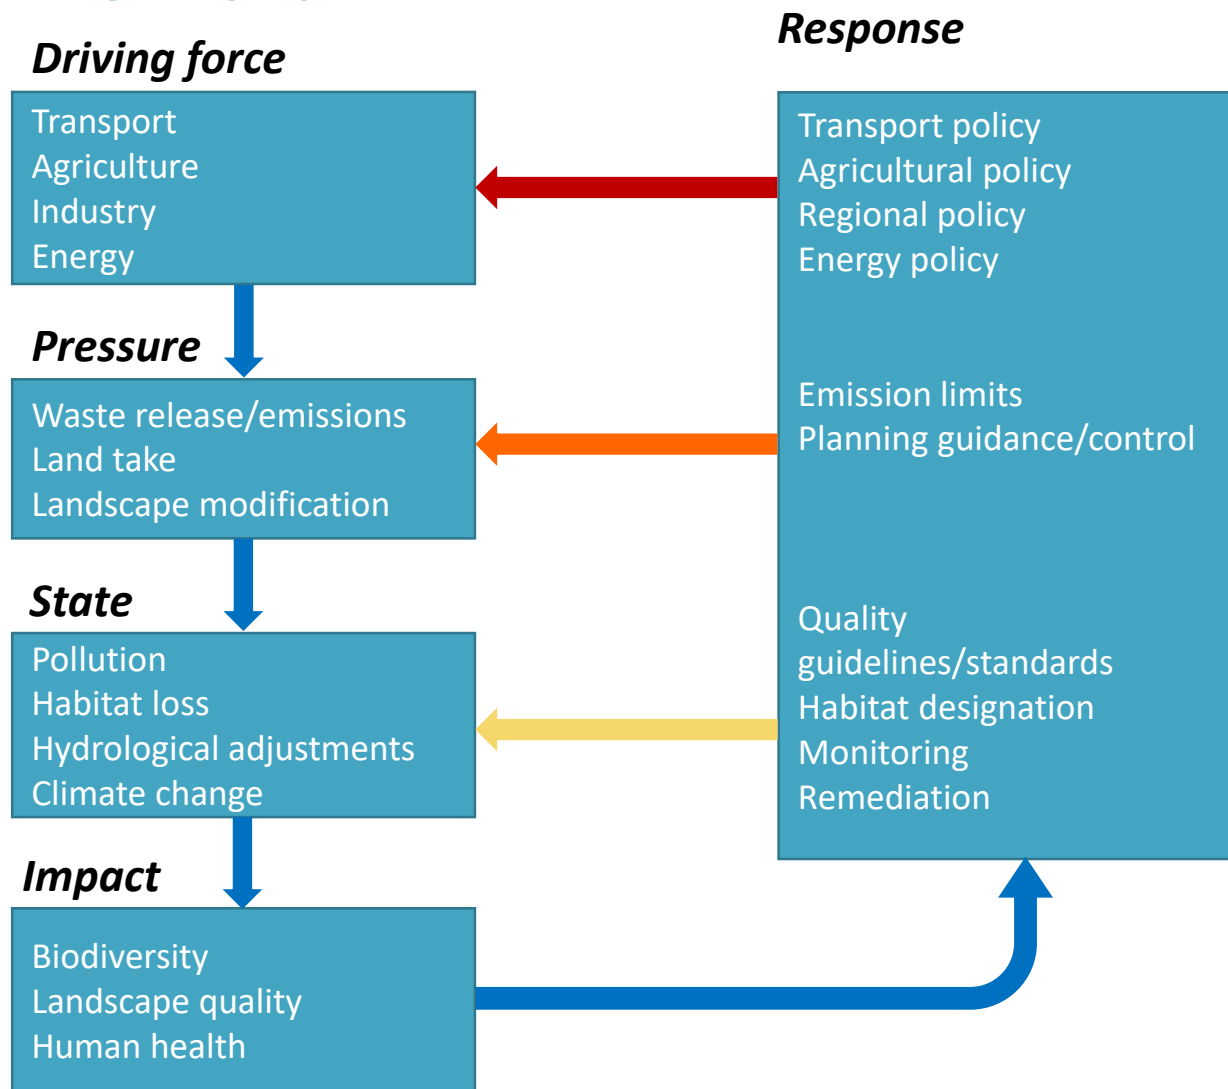 Driving force
Transport
Agriculture
Industry
Energy
Pressure
Waste release/emissions
Land take
Landscape modification
State
Pollution
Habitat loss
Hydrological adjustments
Climate change
Impact
Biodiversity
Landscape quality
Human health
Response
Transport policy
Agricultural policy
Regional policy
Energy policy
Emission limits
Planning guidance/control
Quality
guidelines/standards
Habitat designation
Monitoring
Remediation